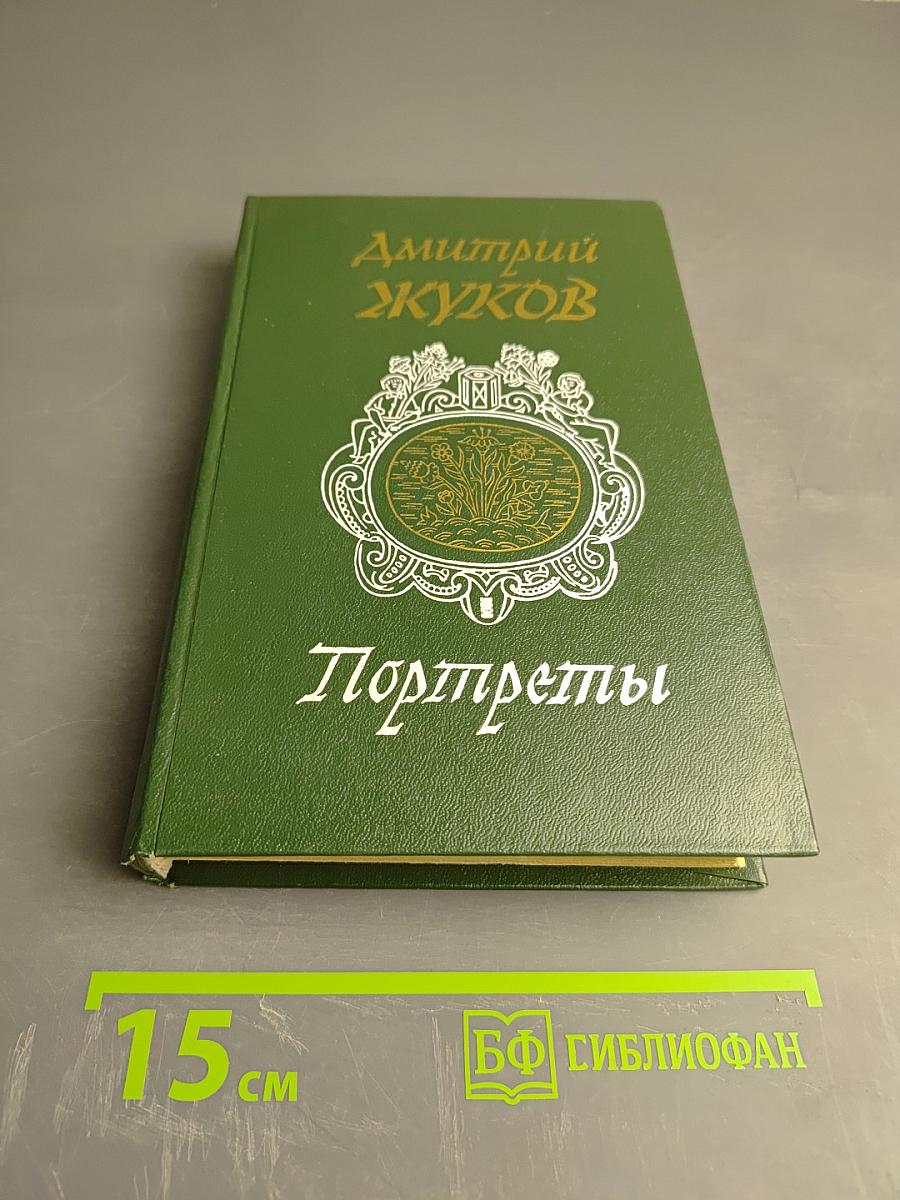 Дмитрий
ЖУКОВ
Портреты
15 см
БФ БИБЛИОФАН